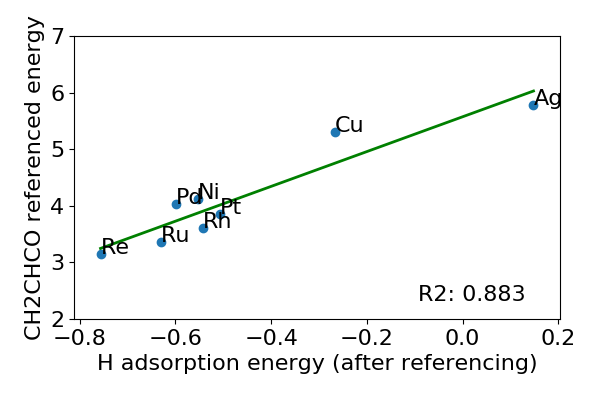 CH2CHCO referenced energy
7
6
5
4
3
2
Ag
Cu
Ni
Pd
Pt
Rh
Ru
Re
R2: 0.883
−0.8 −0.6 −0.4 −0.2 0.0 0.2
H adsorption energy (after referencing)